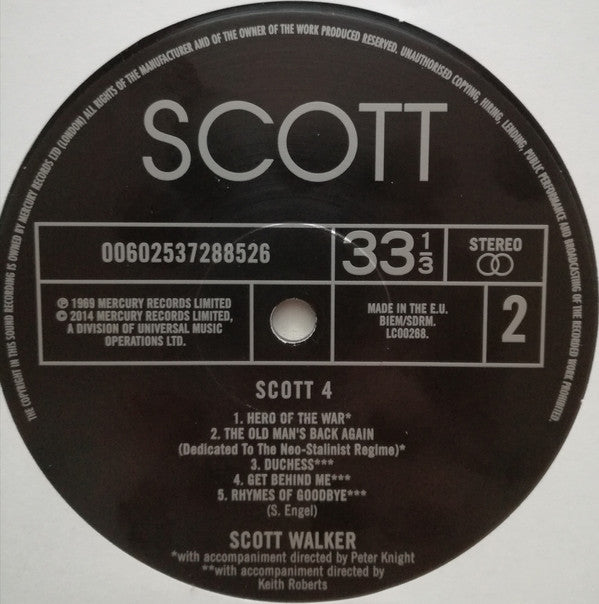 THE COPYRIGHT IN THIS SOUND RECORDING IS OWNED BY MERCURY RECORDS LTD (LONDON) ALL RIGHTS OF THE MANUFACTURER AND OF THE OWNER OF THE WORK PRODUCED RESERVED. UNAUTHORISED COPYING, HIRING, LENDING, PUBLIC PERFORMANCE AND BROADCASTING OF THE RECORDED WORK PROHIBITED.
SCOTT
00602537288526
33 1/3
STEREO
℗ 1969 MERCURY RECORDS LIMITED
© 2014 MERCURY RECORDS LIMITED,
A DIVISION OF UNIVERSAL MUSIC
OPERATIONS LTD.
MADE IN THE E.U.
BIEM/SDRM.
LC00268.
2
SCOTT 4
1. HERO OF THE WAR*
2. THE OLD MAN'S BACK AGAIN
(Dedicated To The Neo-Stalinist Regime)*
3. DUCHESS***
4. GET BEHIND ME***
5. RHYMES OF GOODBYE***
(S. Engel)
SCOTT WALKER
*with accompaniment directed by Peter Knight
**with accompaniment directed by
Keith Roberts